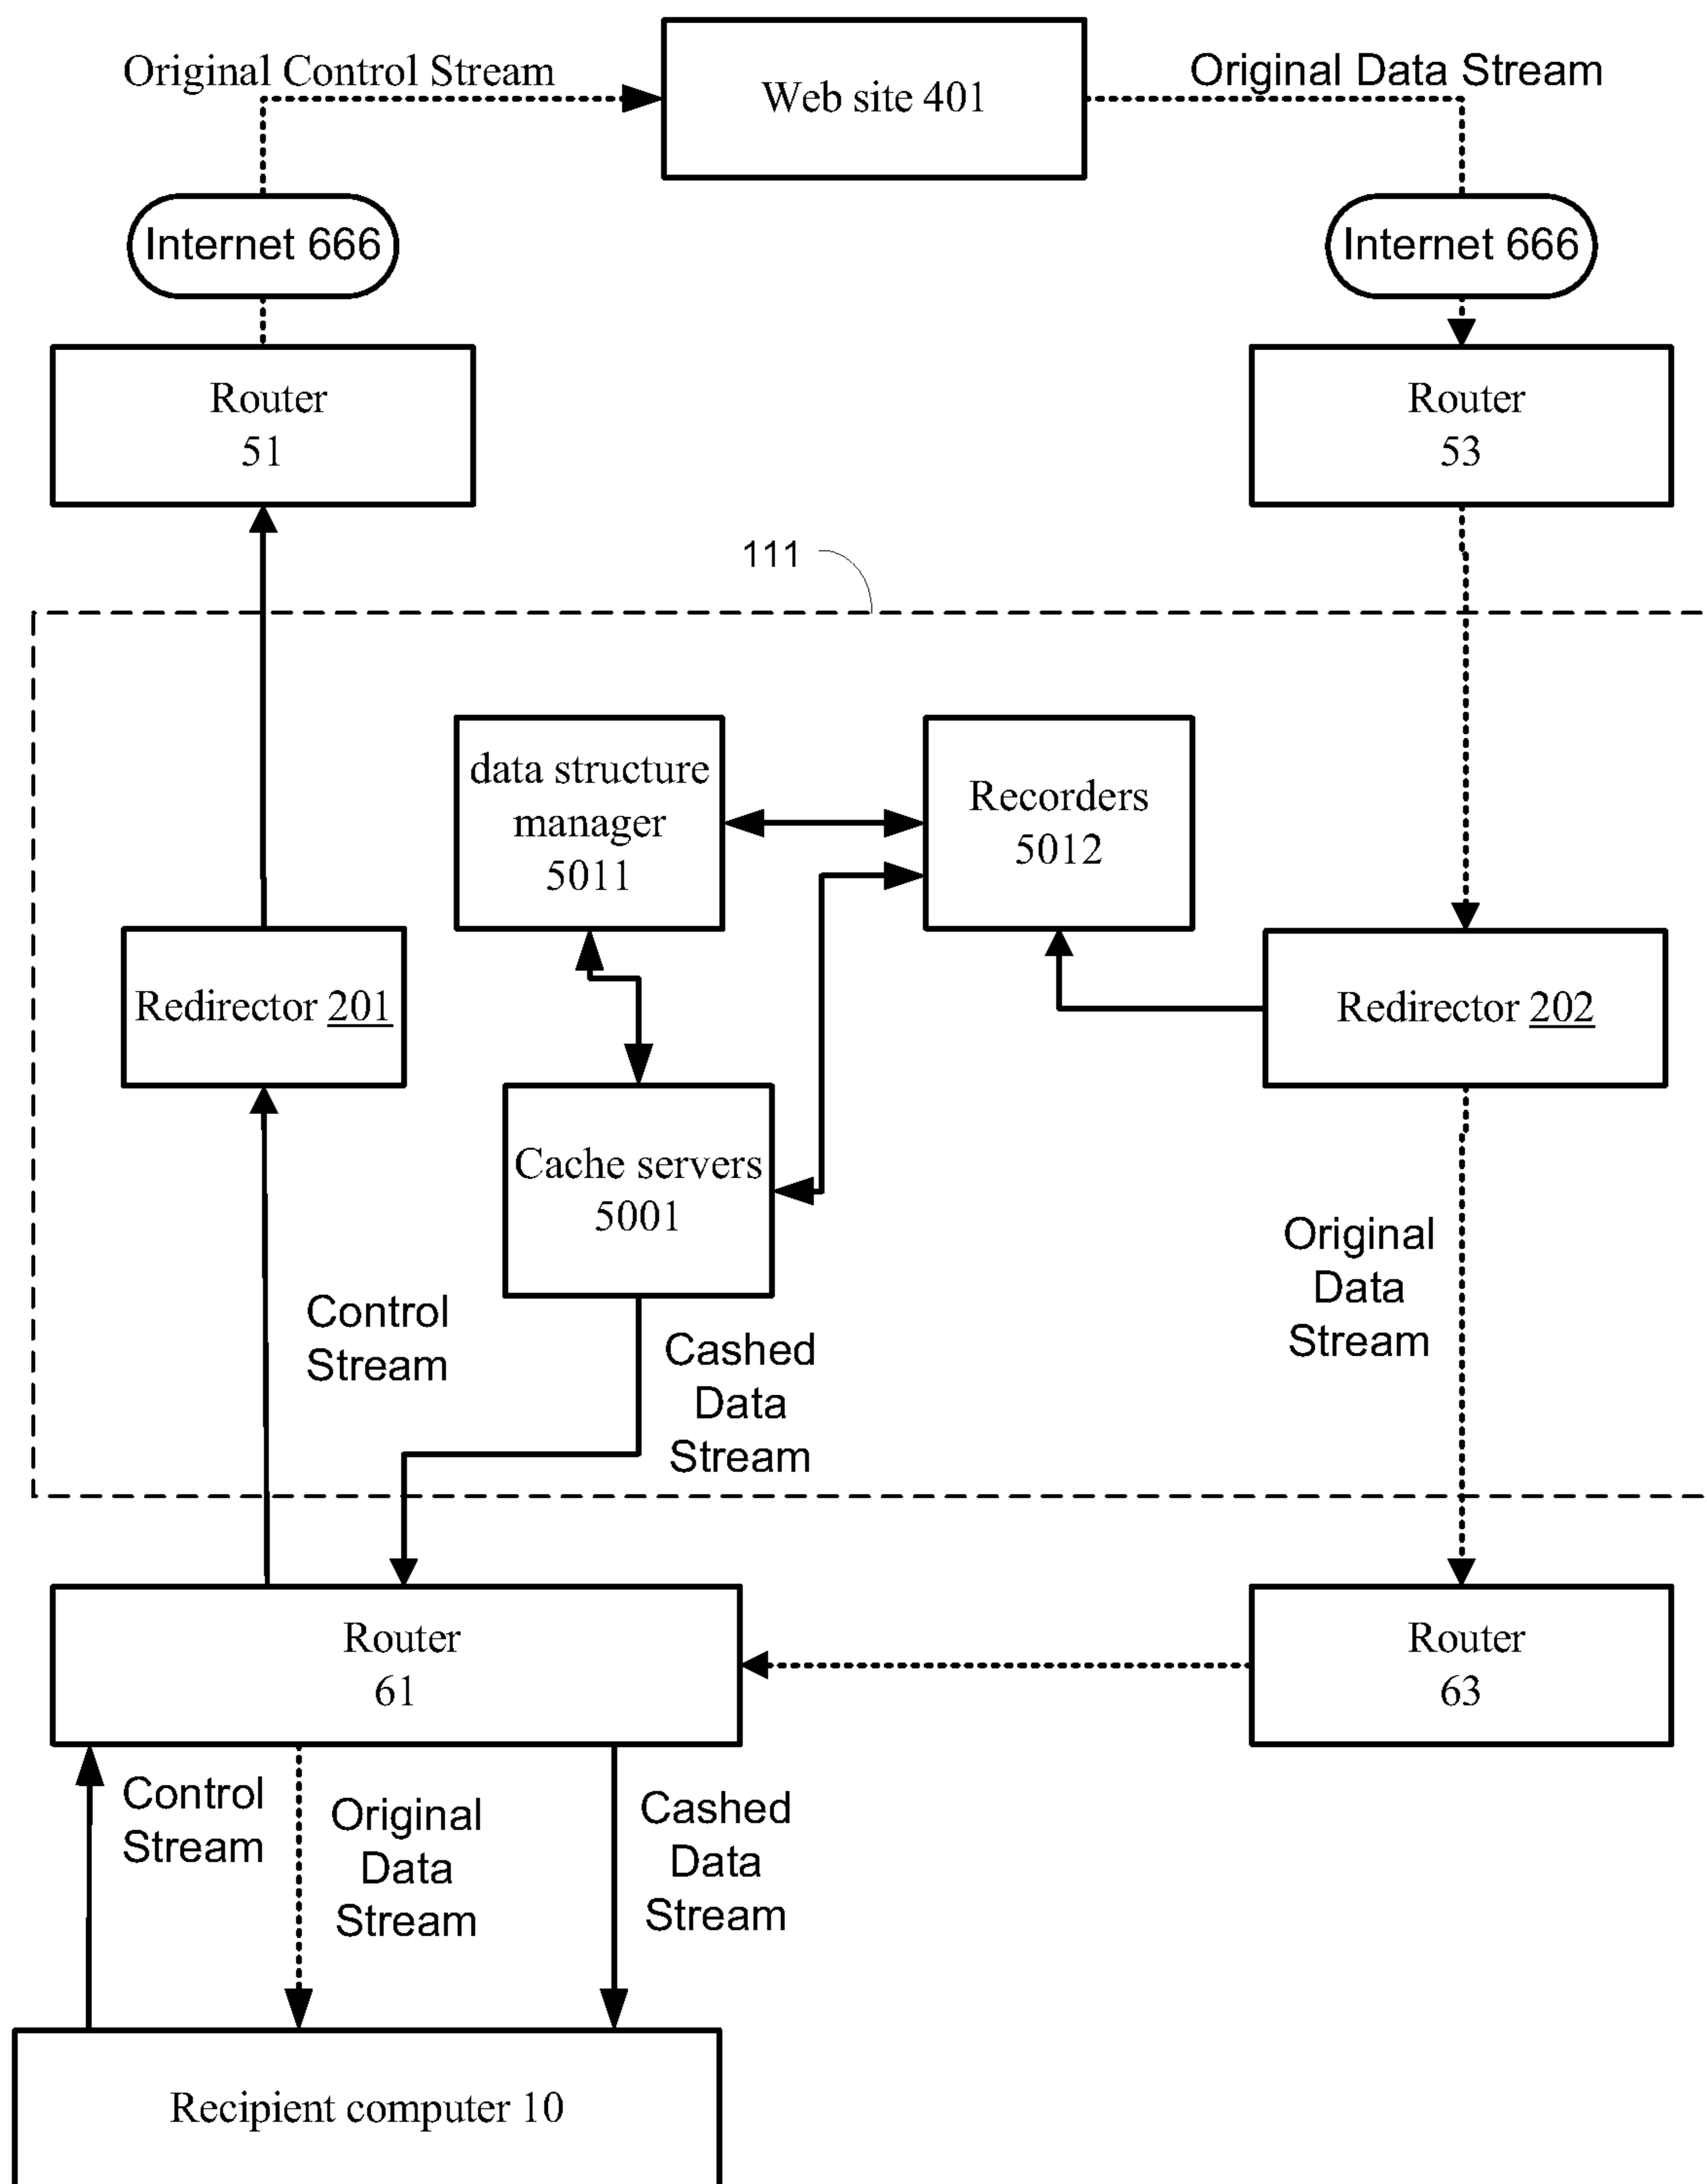 Original Control Stream
Web site 401
Original Data Stream
Internet 666
Internet 666
Router
51
Router
53
111
data structure
manager
5011
Recorders
5012
Redirector 201
Redirector 202
Cache servers
5001
Control
Stream
Cashed
Data
Stream
Original
Data
Stream
Router
61
Router
63
Control
Stream
Original
Data
Stream
Cashed
Data
Stream
Recipient computer 10